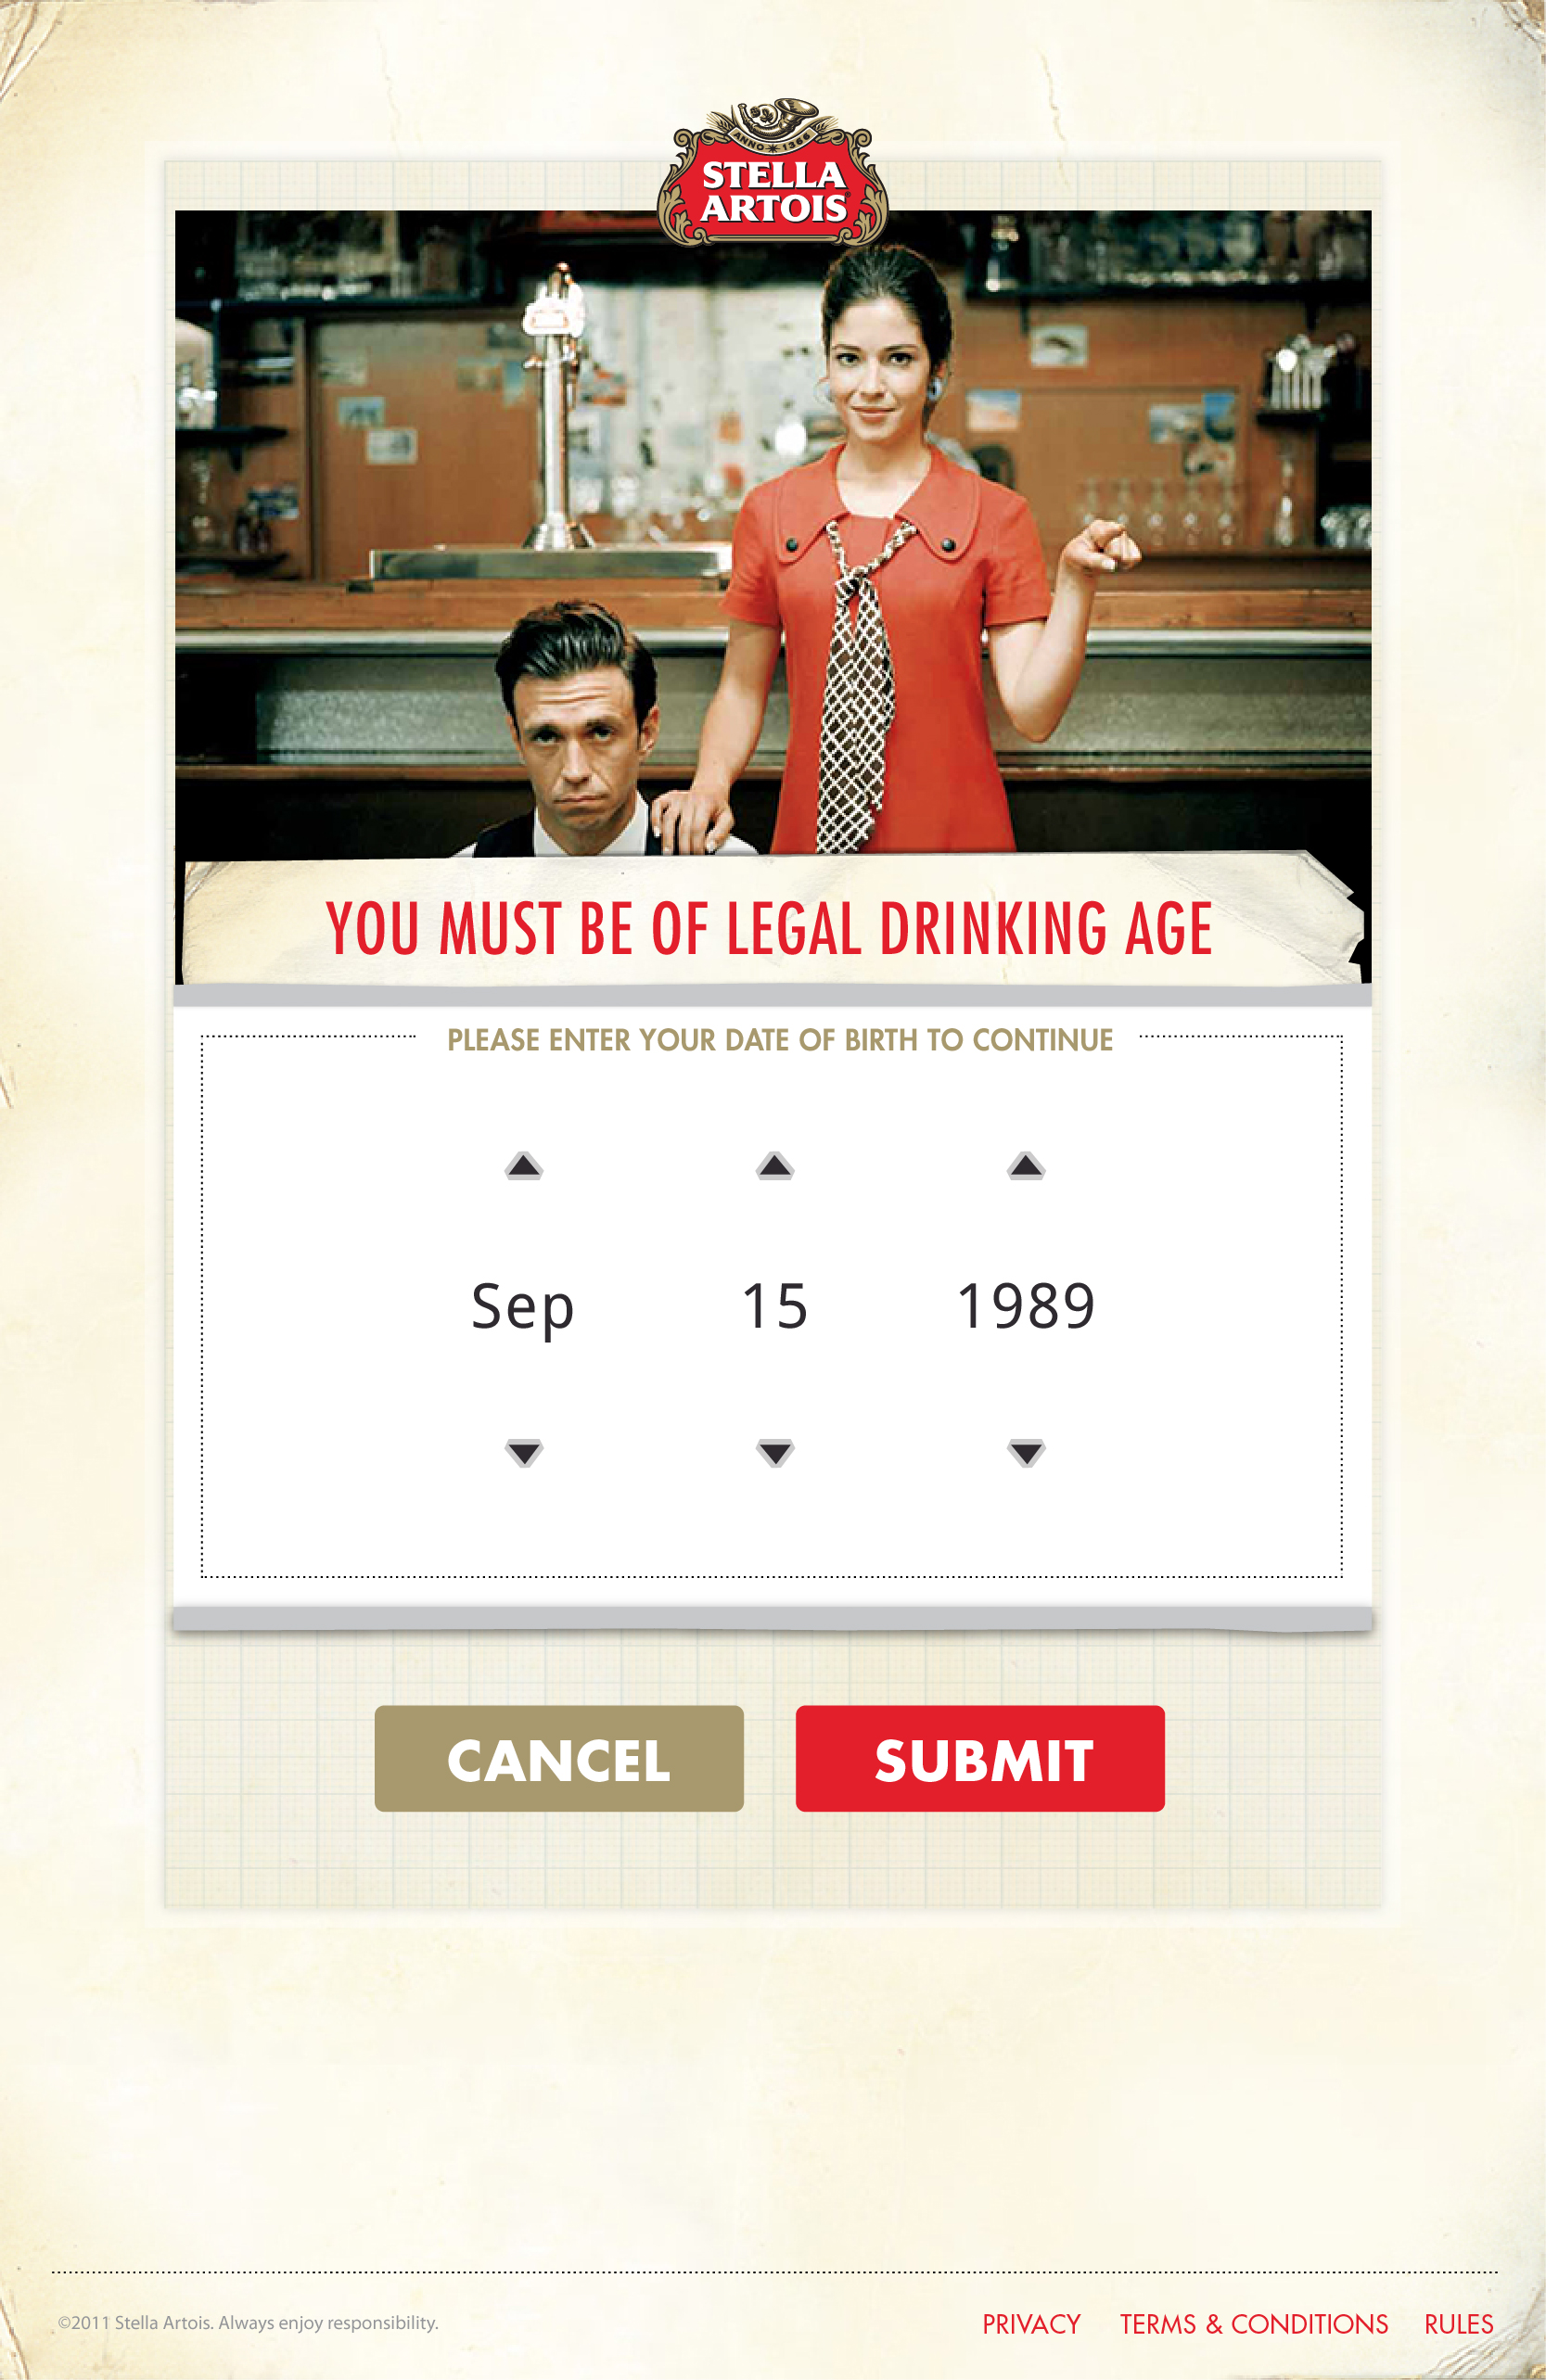 ANNO 1366
STELLA
ARTOIS
YOU MUST BE OF LEGAL DRINKING AGE
PLEASE ENTER YOUR DATE OF BIRTH TO CONTINUE
Sep 15 1989
CANCEL SUBMIT
©2011 Stella Artois. Always enjoy responsibility. PRIVACY TERMS & CONDITIONS RULES